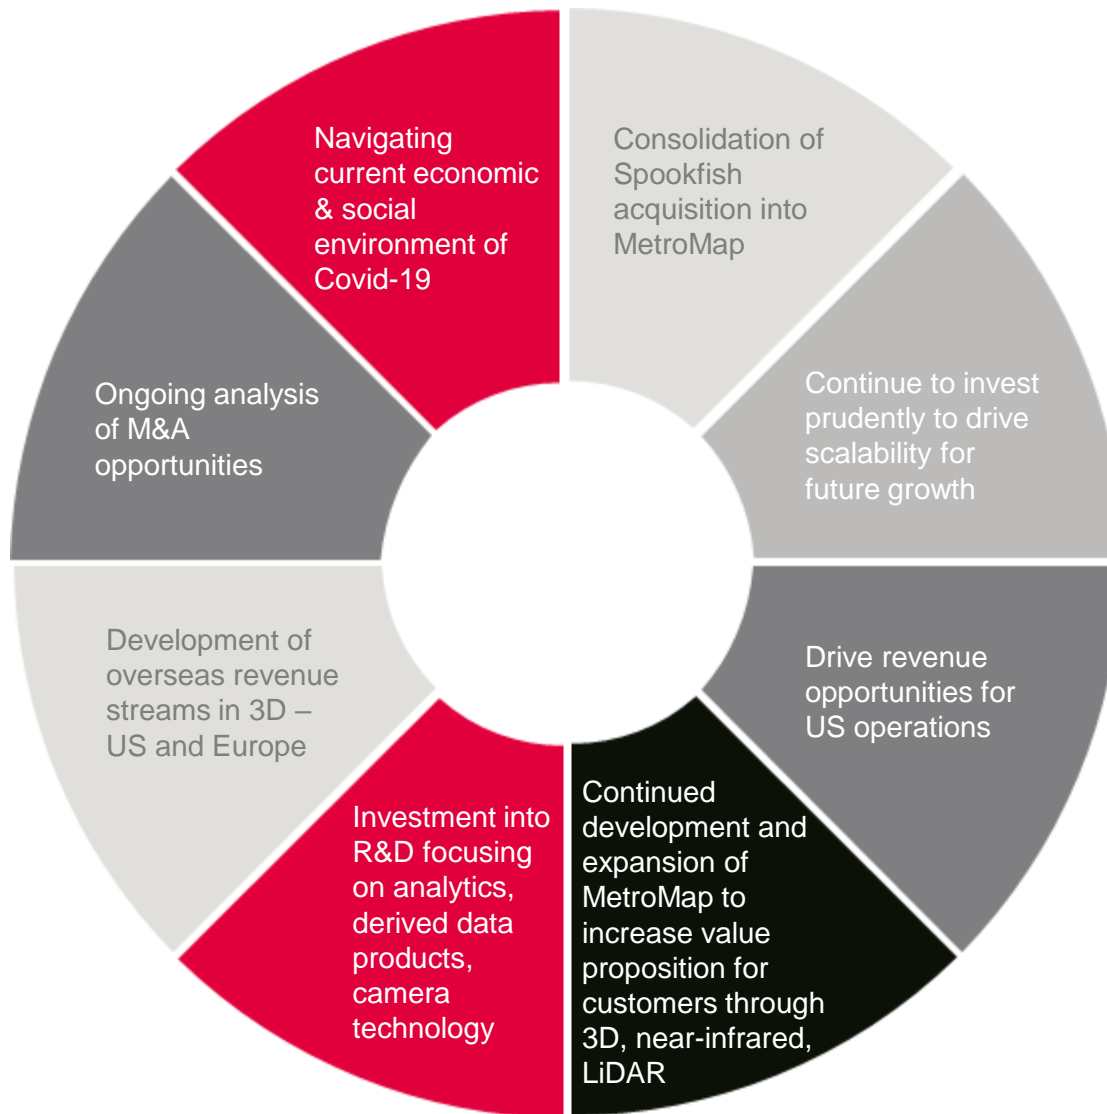 Navigating
current economic
& social
environment of
Covid-19
Consolidation of
Spookfish
acquisition into
MetroMap
Continue to invest
prudently to drive
scalability for
future growth
Drive revenue
opportunities for
US operations
Continued
development and
expansion of
MetroMap to
increase value
proposition for
customers through
3D, near-infrared,
LiDAR
Investment into
R&D focusing
on analytics,
derived data
products,
camera
technology
Development of
overseas revenue
streams in 3D –
US and Europe
Ongoing analysis
of M&A
opportunities